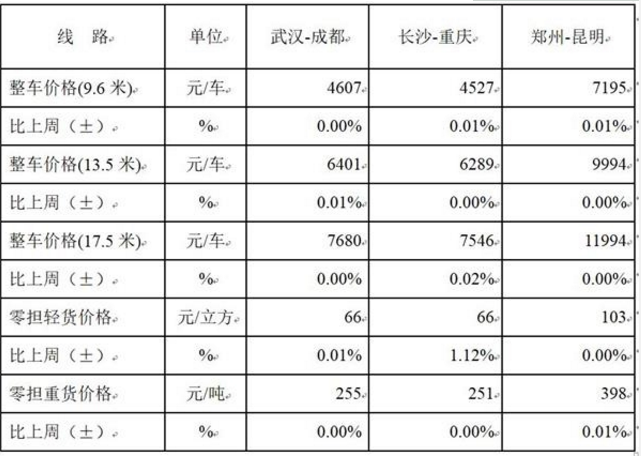 线 路 单位 武汉-成都 长沙-重庆 郑州-昆明
整车价格(9.6 米) 元/车 4607 4527 7195
比上周（±） % 0.00% 0.01% 0.01%
整车价格(13.5 米) 元/车 6401 6289 9994
比上周（±） % 0.01% 0.00% 0.00%
整车价格(17.5 米) 元/车 7680 7546 11994
比上周（±） % 0.00% 0.02% 0.00%
零担轻货价格 元/立方 66 66 103
比上周（±） % 0.01% 1.12% 0.00%
零担重货价格 元/吨 255 251 398
比上周（±） % 0.00% 0.00% 0.01%